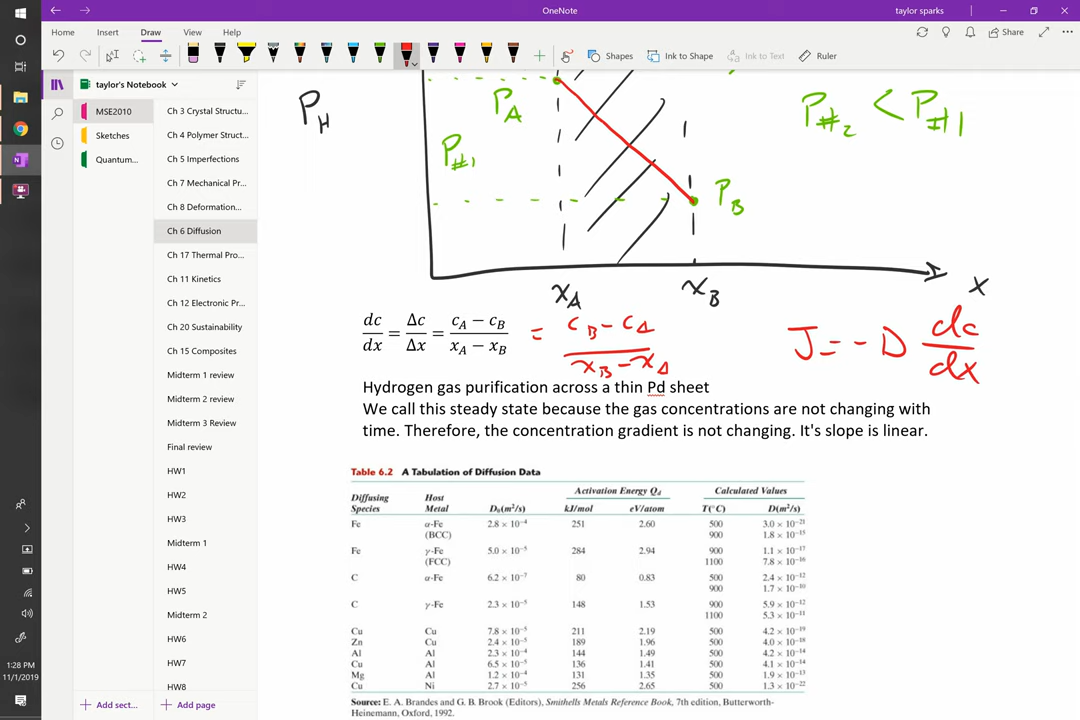 OneNote
taylor sparks
Home Insert Draw View Help
Share
Shapes
Ink to Shape
Ink to Text
Ruler
taylor's Notebook
MSE2010
Sketches
Quantum...
Ch 3 Crystal Structu...
Ch 4 Polymer Struct...
Ch 5 Imperfections
Ch 7 Mechanical Pr...
Ch 8 Deformation...
Ch 6 Diffusion
Ch 17 Thermal Pro...
Ch 11 Kinetics
Ch 12 Electronic Pr...
Ch 20 Sustainability
Ch 15 Composites
Midterm 1 review
Midterm 2 review
Midterm 3 Review
Final review
HW1
HW2
HW3
Midterm 1
HW4
HW5
Midterm 2
HW6
HW7
HW8
+ Add sect...
+ Add page
1:28 PM
11/1/2019
P_H
P_A
P_H1
P_H2 < P_H1
P_B
x_A x_B x
dc/dx = Δc/Δx = (c_A − c_B)/(x_A − x_B) = (c_B − c_A)/(x_B − x_A)
J = −D dc/dx
Hydrogen gas purification across a thin Pd sheet
We call this steady state because the gas concentrations are not changing with
time. Therefore, the concentration gradient is not changing. It's slope is linear.
Table 6.2 A Tabulation of Diffusion Data
Activation Energy Q_d Calculated Values
Diffusing Species Host Metal D₀(m²/s) kJ/mol eV/atom T(°C) D(m²/s)
Fe α-Fe (BCC) 2.8 × 10⁻⁴ 251 2.60 500 3.0 × 10⁻²¹
900 1.8 × 10⁻¹⁵
Fe γ-Fe (FCC) 5.0 × 10⁻⁵ 284 2.94 900 1.1 × 10⁻¹⁷
1100 7.8 × 10⁻¹⁶
C α-Fe 6.2 × 10⁻⁷ 80 0.83 500 2.4 × 10⁻¹²
900 1.7 × 10⁻¹⁰
C γ-Fe 2.3 × 10⁻⁵ 148 1.53 900 5.9 × 10⁻¹²
1100 5.3 × 10⁻¹¹
Cu Cu 7.8 × 10⁻⁵ 211 2.19 500 4.2 × 10⁻¹⁹
Zn Cu 2.4 × 10⁻⁵ 189 1.96 500 4.0 × 10⁻¹⁸
Al Al 2.3 × 10⁻⁴ 144 1.49 500 4.2 × 10⁻¹⁴
Cu Al 6.5 × 10⁻⁵ 136 1.41 500 4.1 × 10⁻¹⁴
Mg Al 1.2 × 10⁻⁴ 131 1.35 500 1.9 × 10⁻¹³
Cu Ni 2.7 × 10⁻⁵ 256 2.65 500 1.3 × 10⁻²²
Source: E. A. Brandes and G. B. Brook (Editors), Smithells Metals Reference Book, 7th edition, Butterworth-
Heinemann, Oxford, 1992.